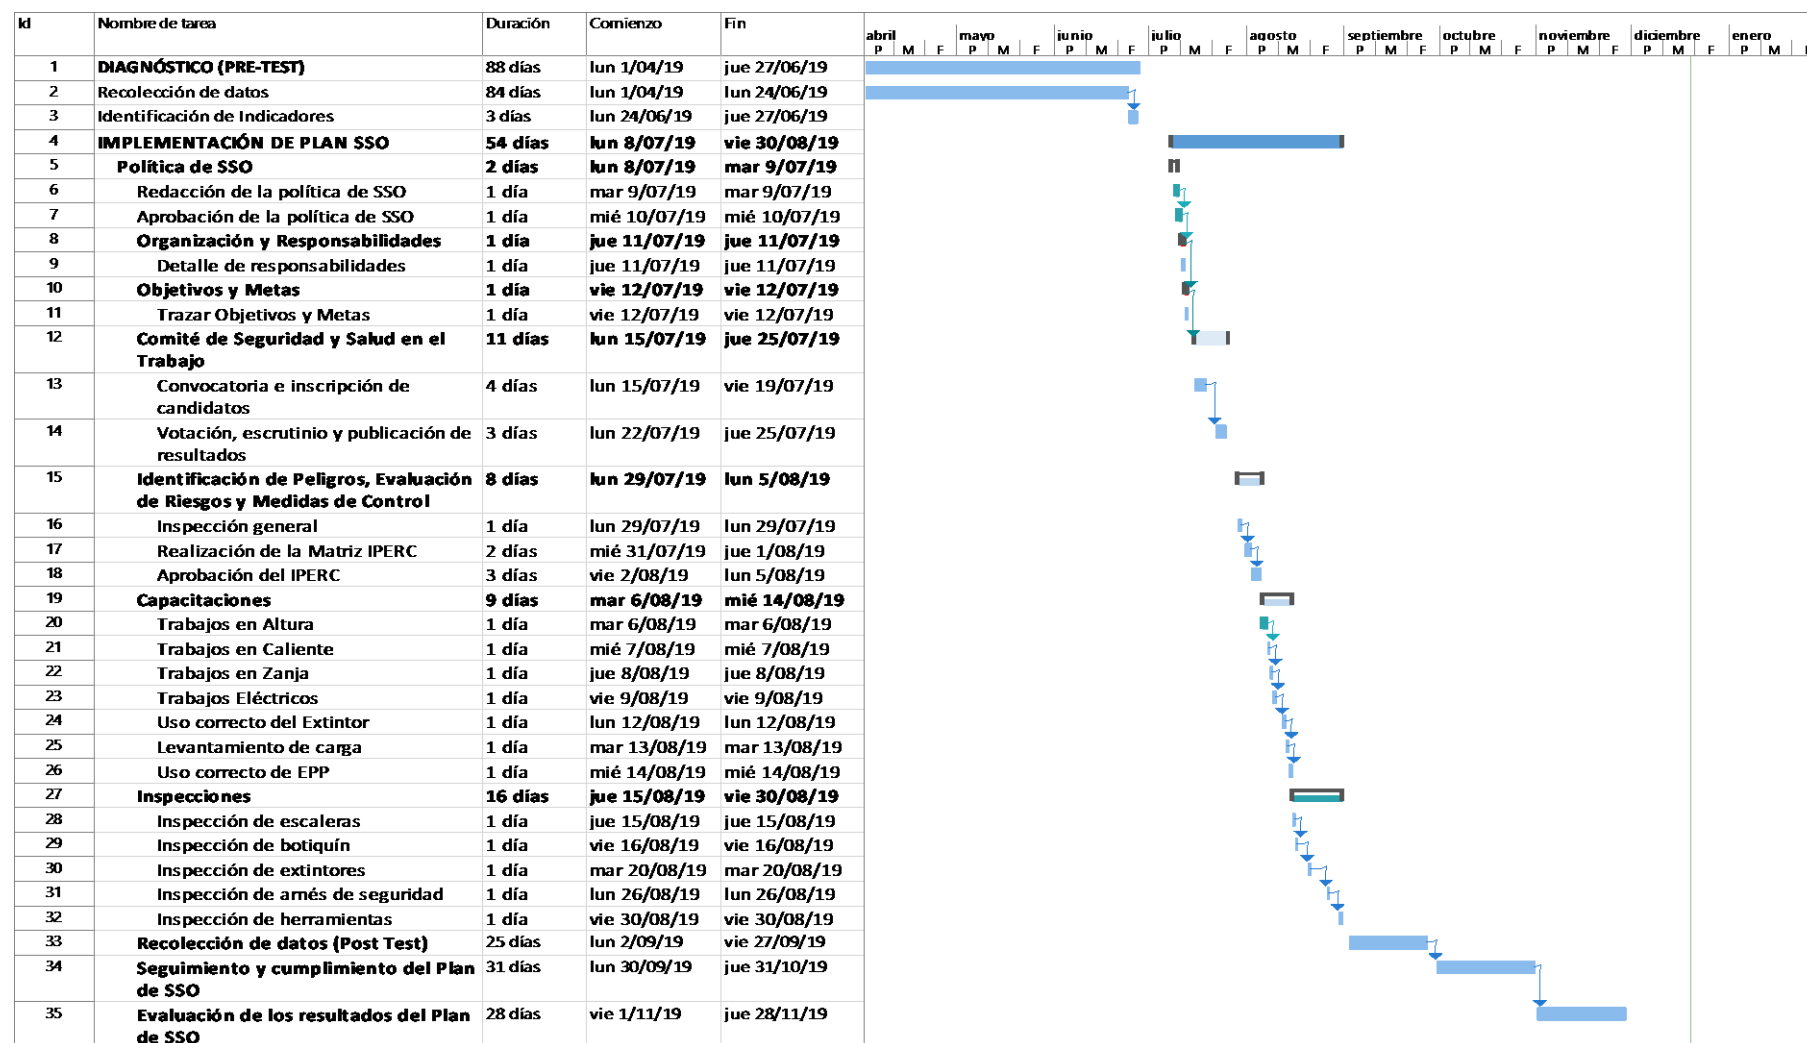 Id Nombre de tarea Duración Comienzo Fin
abril mayo junio julio agosto septiembre octubre noviembre diciembre enero
P M F P M F P M F P M F P M F P M F P M F P M F P M F P M
1 DIAGNÓSTICO (PRE-TEST) 88 días lun 1/04/19 jue 27/06/19
2 Recolección de datos 84 días lun 1/04/19 lun 24/06/19
3 Identificación de Indicadores 3 días lun 24/06/19 jue 27/06/19
4 IMPLEMENTACIÓN DE PLAN SSO 54 días lun 8/07/19 vie 30/08/19
5 Política de SSO 2 días lun 8/07/19 mar 9/07/19
6 Redacción de la política de SSO 1 día mar 9/07/19 mar 9/07/19
7 Aprobación de la política de SSO 1 día mié 10/07/19 mié 10/07/19
8 Organización y Responsabilidades 1 día jue 11/07/19 jue 11/07/19
9 Detalle de responsabilidades 1 día jue 11/07/19 jue 11/07/19
10 Objetivos y Metas 1 día vie 12/07/19 vie 12/07/19
11 Trazar Objetivos y Metas 1 día vie 12/07/19 vie 12/07/19
12 Comité de Seguridad y Salud en el 11 días lun 15/07/19 jue 25/07/19
Trabajo
13 Convocatoria e inscripción de 4 días lun 15/07/19 vie 19/07/19
candidatos
14 Votación, escrutinio y publicación de 3 días lun 22/07/19 jue 25/07/19
resultados
15 Identificación de Peligros, Evaluación 8 días lun 29/07/19 lun 5/08/19
de Riesgos y Medidas de Control
16 Inspección general 1 día lun 29/07/19 lun 29/07/19
17 Realización de la Matriz IPERC 2 días mié 31/07/19 jue 1/08/19
18 Aprobación del IPERC 3 días vie 2/08/19 lun 5/08/19
19 Capacitaciones 9 días mar 6/08/19 mié 14/08/19
20 Trabajos en Altura 1 día mar 6/08/19 mar 6/08/19
21 Trabajos en Caliente 1 día mié 7/08/19 mié 7/08/19
22 Trabajos en Zanja 1 día jue 8/08/19 jue 8/08/19
23 Trabajos Eléctricos 1 día vie 9/08/19 vie 9/08/19
24 Uso correcto del Extintor 1 día lun 12/08/19 lun 12/08/19
25 Levantamiento de carga 1 día mar 13/08/19 mar 13/08/19
26 Uso correcto de EPP 1 día mié 14/08/19 mié 14/08/19
27 Inspecciones 16 días jue 15/08/19 vie 30/08/19
28 Inspección de escaleras 1 día jue 15/08/19 jue 15/08/19
29 Inspección de botiquín 1 día vie 16/08/19 vie 16/08/19
30 Inspección de extintores 1 día mar 20/08/19 mar 20/08/19
31 Inspección de arnés de seguridad 1 día lun 26/08/19 lun 26/08/19
32 Inspección de herramientas 1 día vie 30/08/19 vie 30/08/19
33 Recolección de datos (Post Test) 25 días lun 2/09/19 vie 27/09/19
34 Seguimiento y cumplimiento del Plan 31 días lun 30/09/19 jue 31/10/19
de SSO
35 Evaluación de los resultados del Plan 28 días vie 1/11/19 jue 28/11/19
de SSO